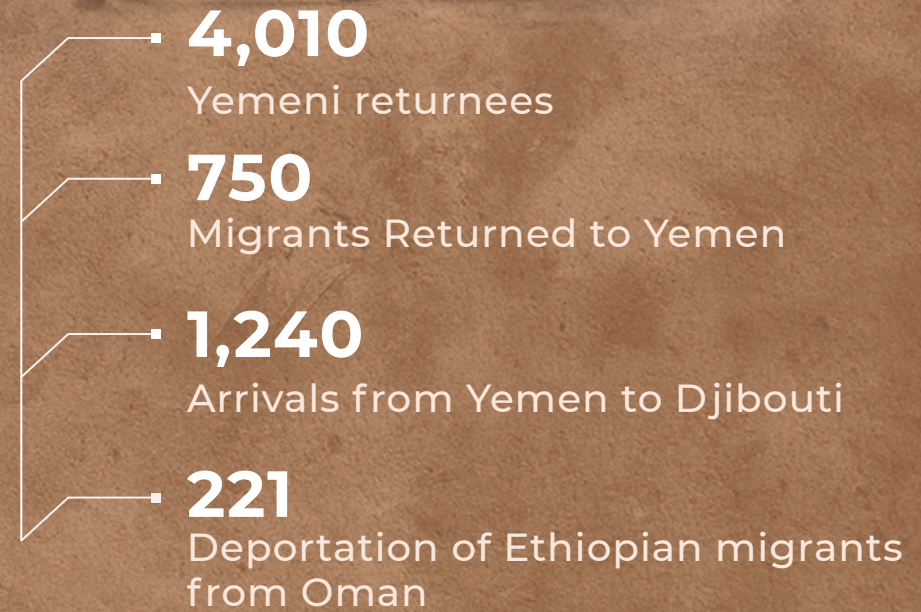 4,010
Yemeni returnees
750
Migrants Returned to Yemen
1,240
Arrivals from Yemen to Djibouti
221
Deportation of Ethiopian migrants
from Oman